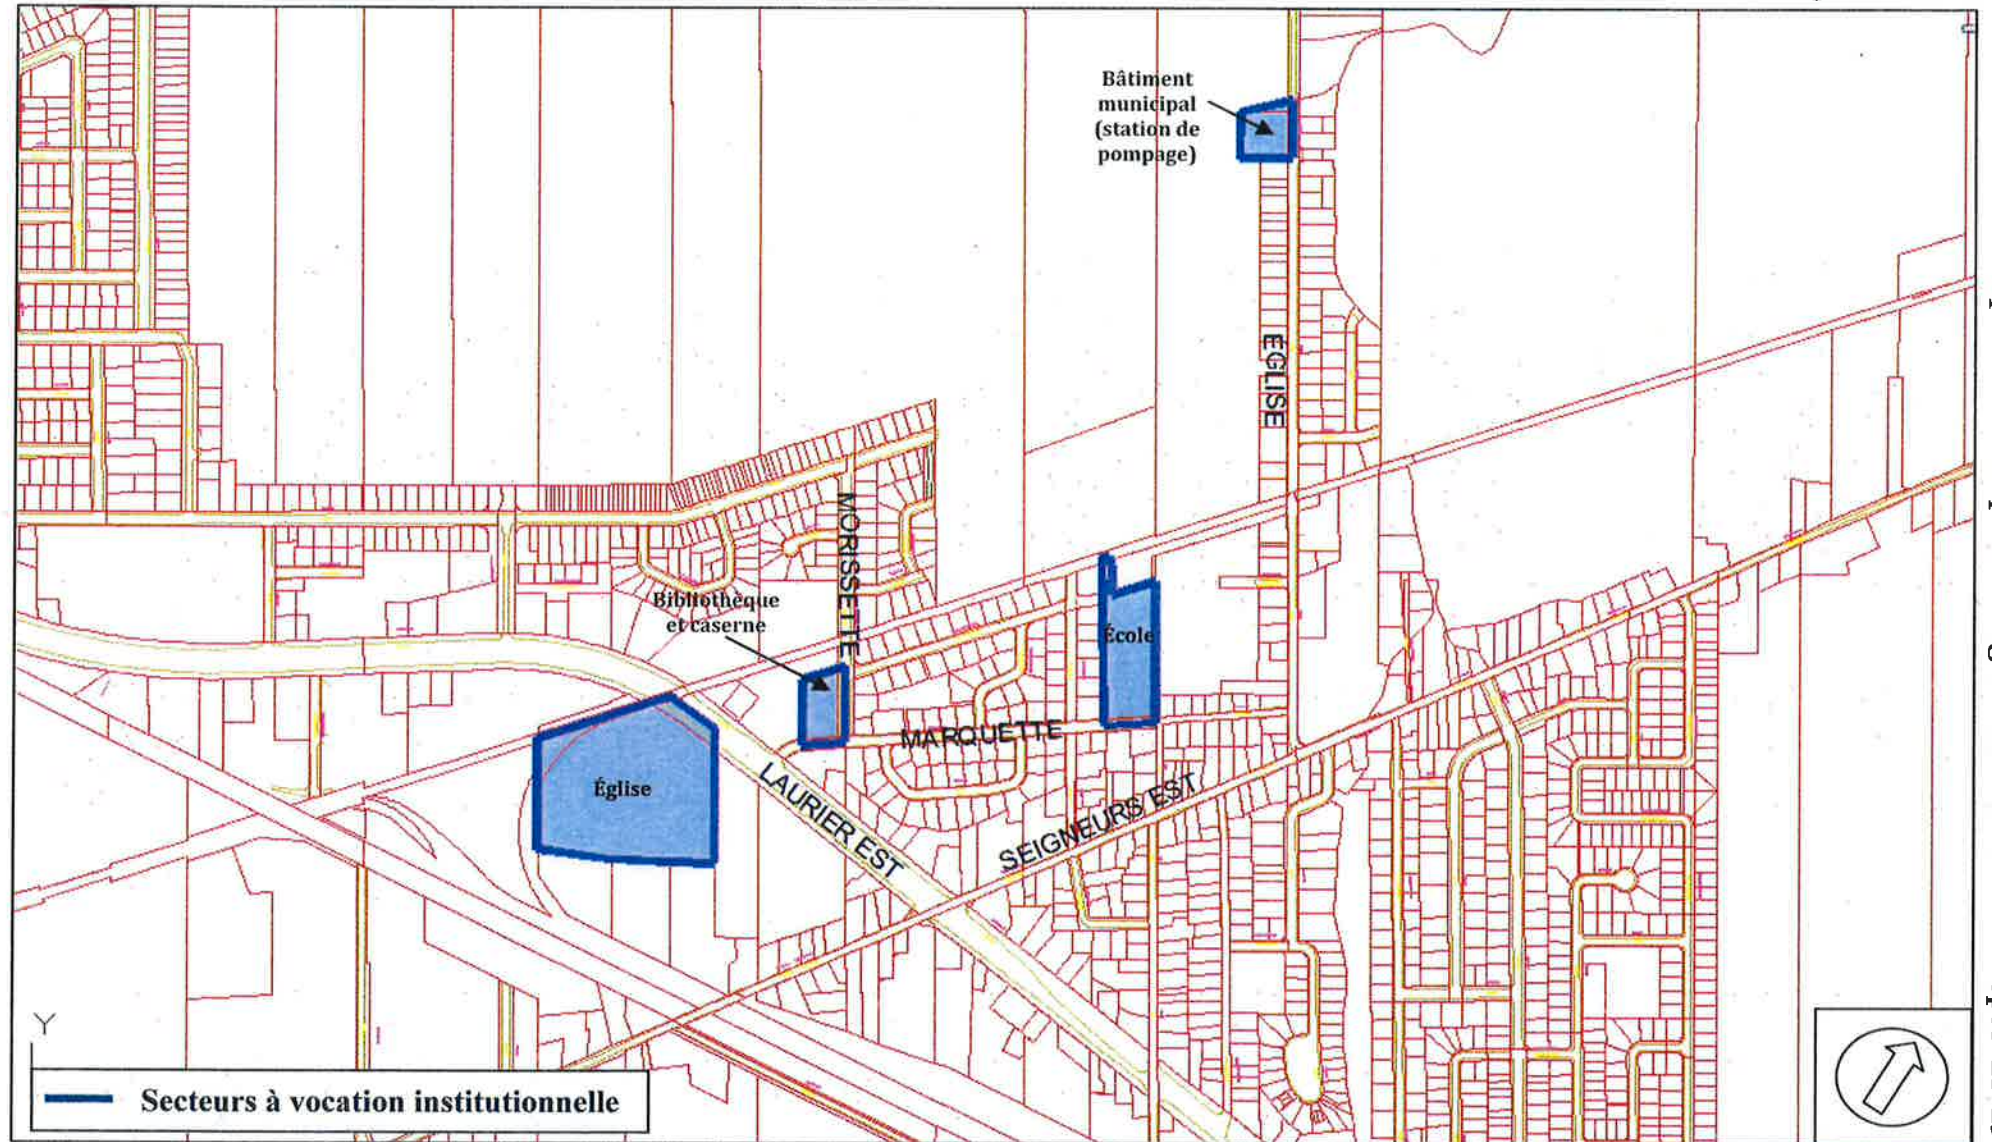 Bâtiment
municipal
(station de
pompage)
EGLISE
MORISSETTE
Bibliothèque
et caserne
École
MARQUETTE
Église
LAURIER EST
SEIGNEURS EST
Y
Secteurs à vocation institutionnelle